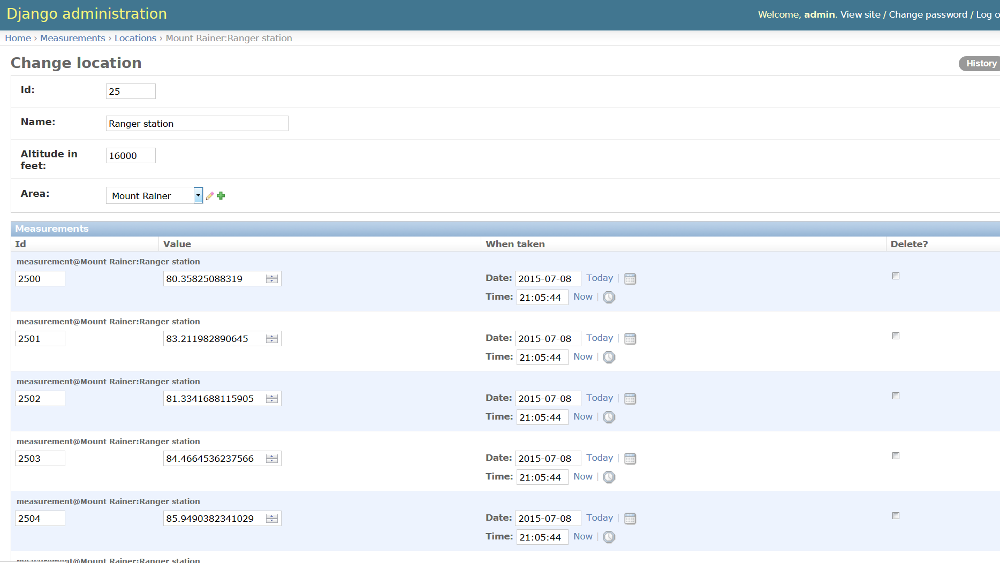 Django administration
Welcome, admin. View site / Change password / Log o
Home › Measurements › Locations › Mount Rainer:Ranger station
Change location
History
Id:
25
Name:
Ranger station
Altitude in
feet:
16000
Area:
Mount Rainer
Measurements
Id Value When taken Delete?
measurement@Mount Rainer:Ranger station
2500 80.35825088319 Date: 2015-07-08 Today |
Time: 21:05:44 Now |
measurement@Mount Rainer:Ranger station
2501 83.211982890645 Date: 2015-07-08 Today |
Time: 21:05:44 Now |
measurement@Mount Rainer:Ranger station
2502 81.3341688115905 Date: 2015-07-08 Today |
Time: 21:05:44 Now |
measurement@Mount Rainer:Ranger station
2503 84.4664536237566 Date: 2015-07-08 Today |
Time: 21:05:44 Now |
measurement@Mount Rainer:Ranger station
2504 85.9490382341029 Date: 2015-07-08 Today |
Time: 21:05:44 Now |
measurement@Mount Rainer:Ranger station